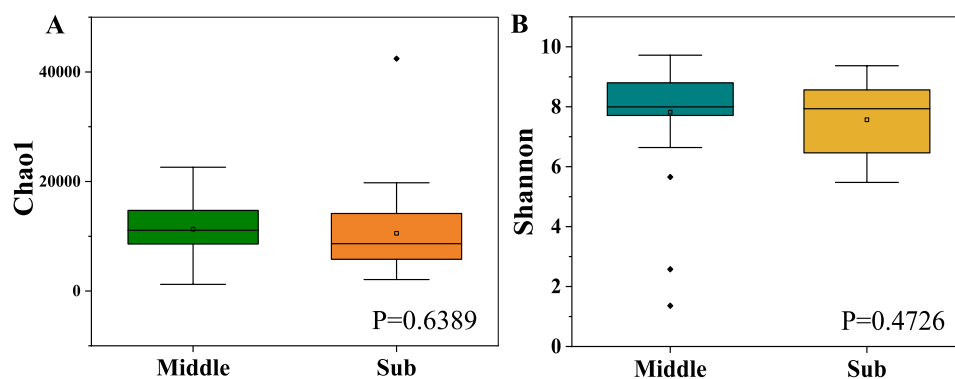 A
Chao1
40000
20000
0
P=0.6389
Middle
Sub
B
Shannon
10
8
6
4
2
0
P=0.4726
Middle
Sub